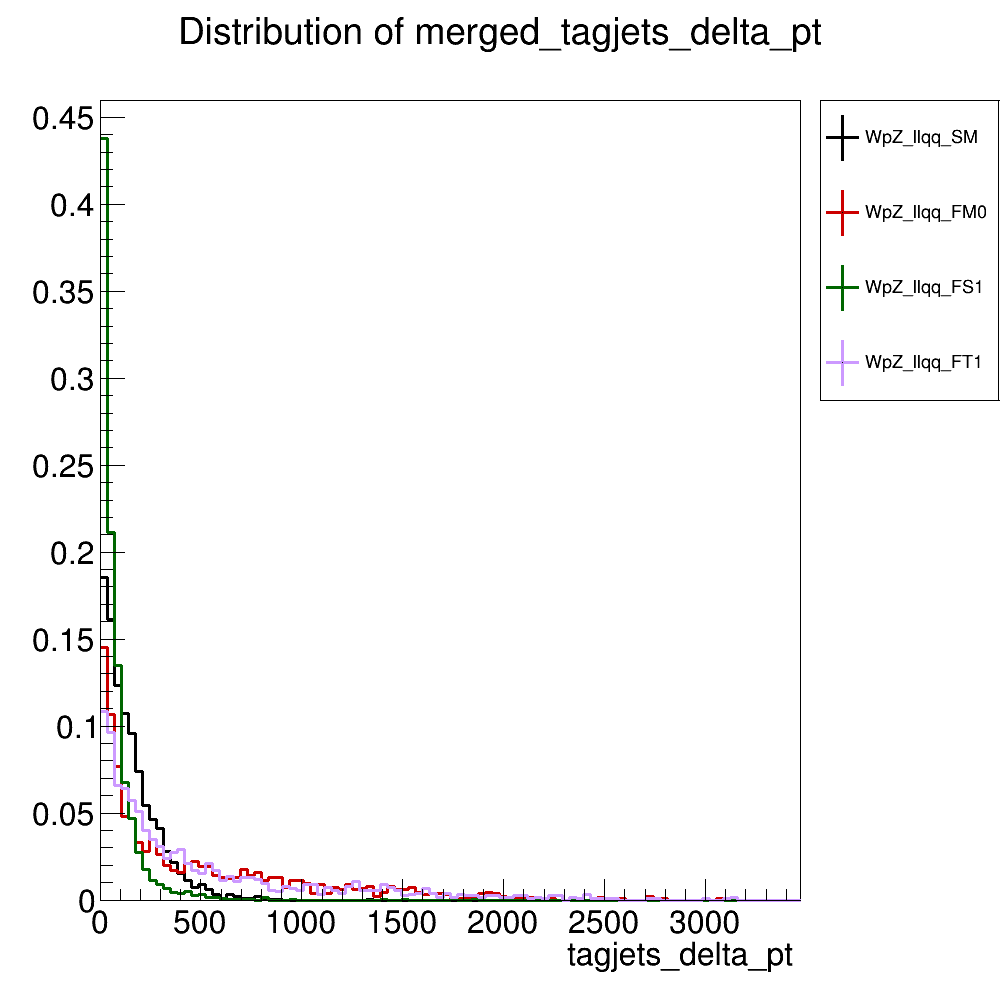 Distribution of merged_tagjets_delta_pt
0.45
0.4
0.35
0.3
0.25
0.2
0.15
0.1
0.05
0
0 500 1000 1500 2000 2500 3000
tagjets_delta_pt
WpZ_llqq_SM
WpZ_llqq_FM0
WpZ_llqq_FS1
WpZ_llqq_FT1